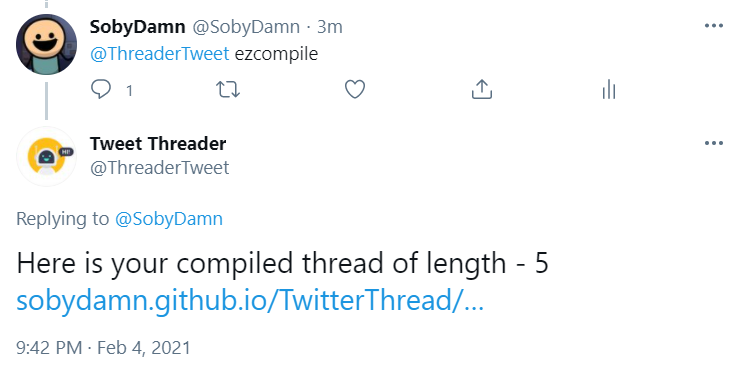 SobyDamn @SobyDamn · 3m
@ThreaderTweet ezcompile
1
Tweet Threader
HI!
@ThreaderTweet
Replying to @SobyDamn
Here is your compiled thread of length - 5
sobydamn.github.io/TwitterThread/...
9:42 PM · Feb 4, 2021